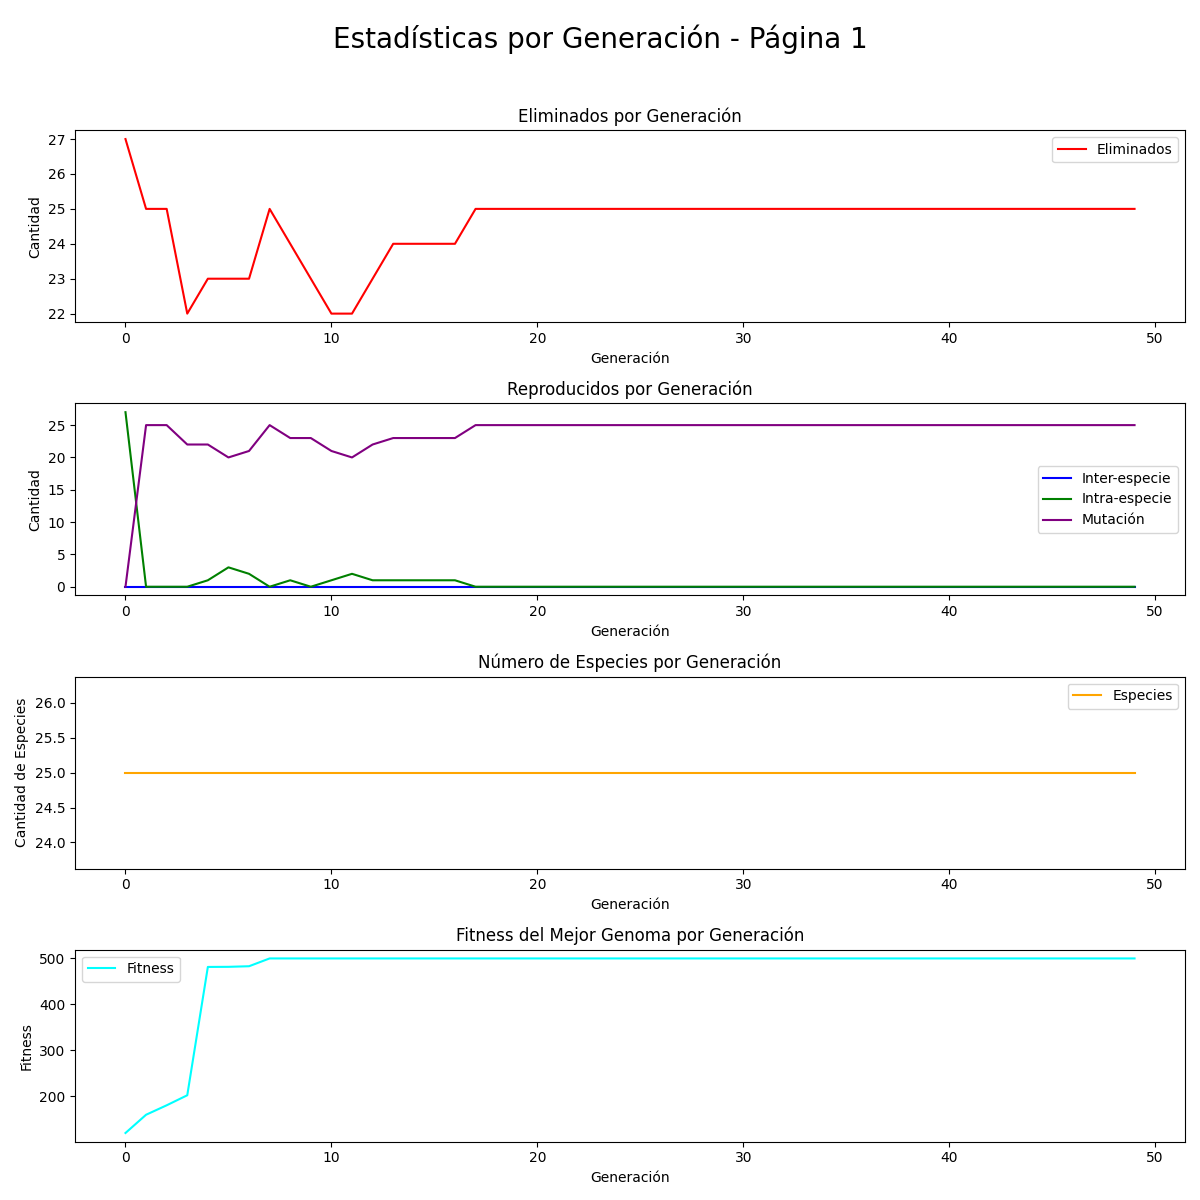 Estadísticas por Generación - Página 1
Eliminados por Generación
27
26
25
24
23
22
Cantidad
Eliminados
0 10 20 30 40 50
Generación
Reproducidos por Generación
25
20
15
10
5
0
Cantidad
Inter-especie
Intra-especie
Mutación
0 10 20 30 40 50
Generación
Número de Especies por Generación
26.0
25.5
25.0
24.5
24.0
Cantidad de Especies
Especies
0 10 20 30 40 50
Generación
Fitness del Mejor Genoma por Generación
500
400
300
200
Fitness
Fitness
0 10 20 30 40 50
Generación